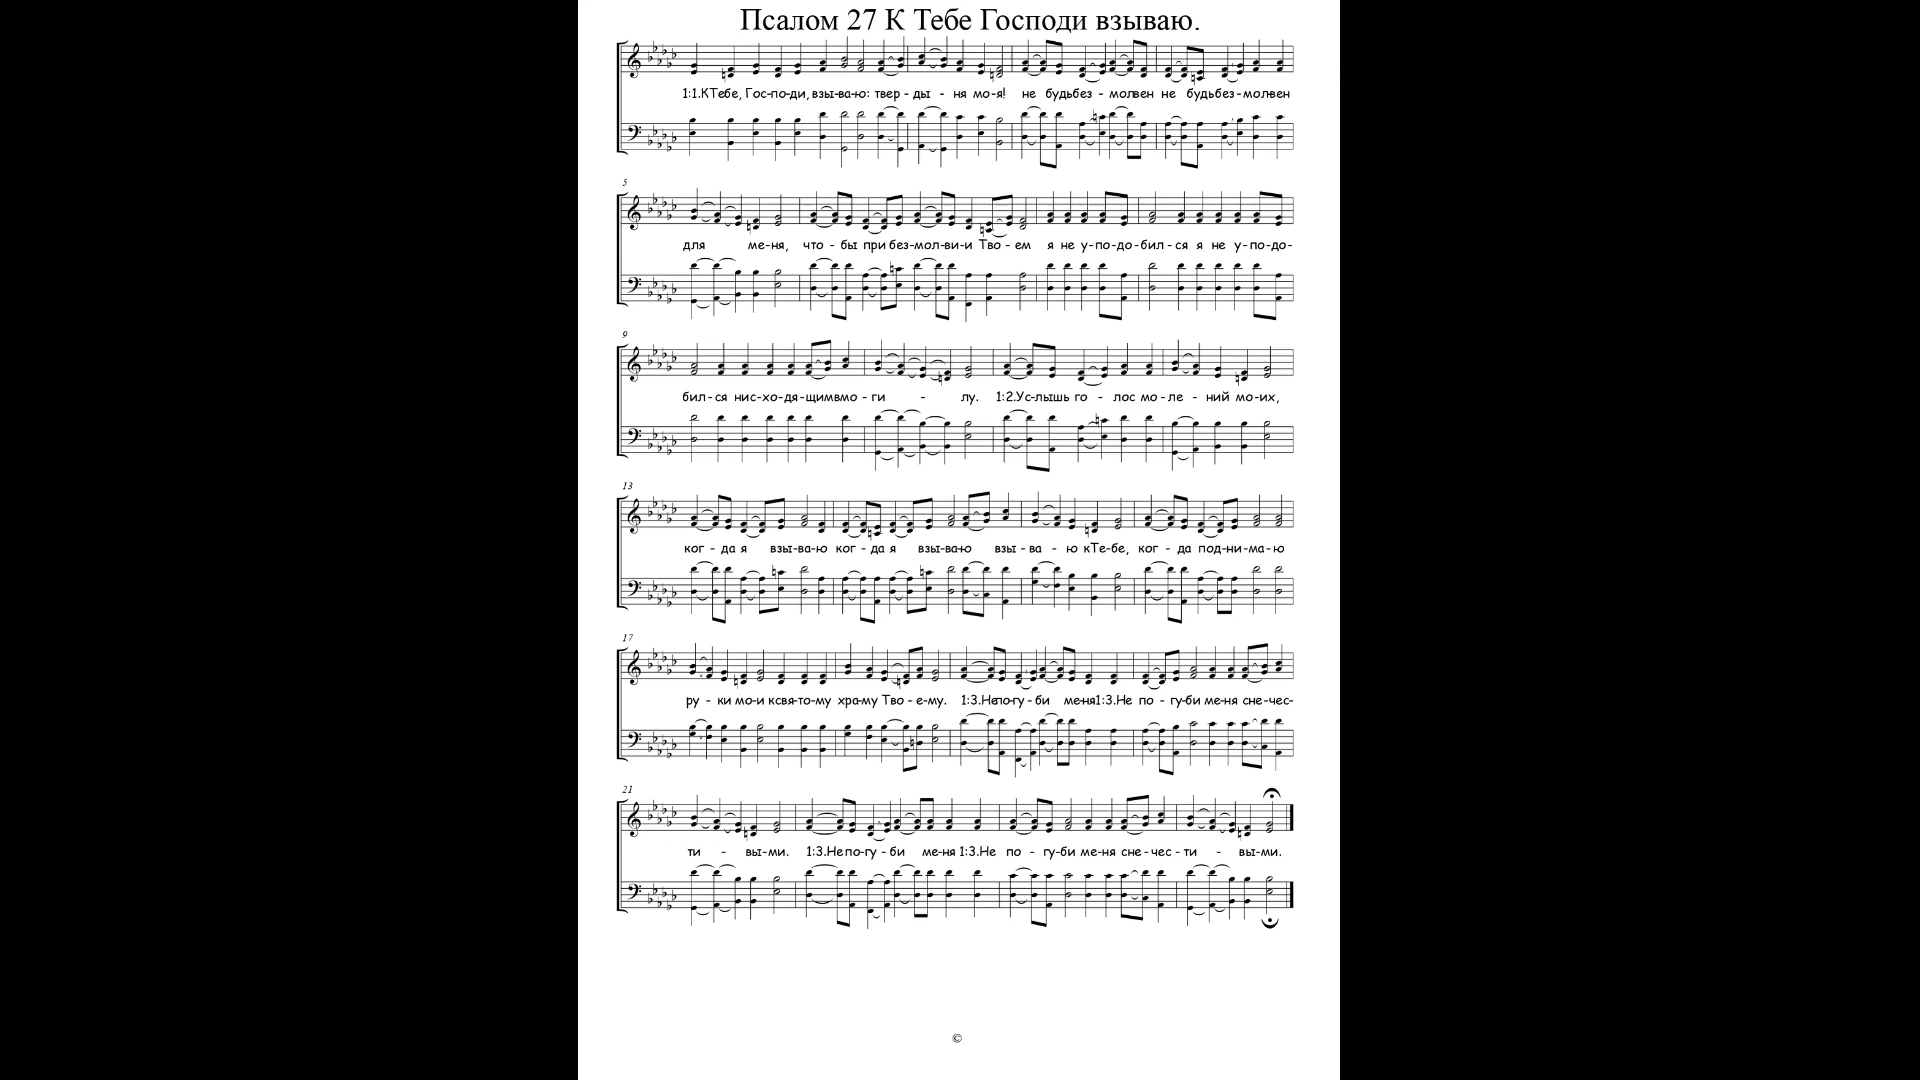 Псалом 27 К Тебе Господи взываю.
1:1.КТебе, Гос-по-ди, взы-ва-ю: твер - ды - ня мо-я! не будьбез - молвен не будьбез-молвен
5
для ме-ня, что - бы при без-мол-ви-и Тво - ем я не у-по-до-бил-ся я не у-по-до-
9
бил-ся нис-хо-дя-щимвмо - ги - лу. 1:2.Ус-лышь го - лос мо-ле - ний мо-их,
13
ког - да я взы-ва-ю ког - да я взы-ва-ю взы - ва - ю кТе-бе, ког - да под-ни-ма-ю
17
ру - ки мо-и ксвя-то-му хра-му Тво - е-му. 1:3.Непо-гу - би ме-ня1:3.Не по - гу-би ме-ня сне-чес-
21
ти - вы-ми. 1:3.Непо-гу - би ме-ня 1:3.Не по - гу-би ме-ня сне-чес - ти - вы-ми.
©